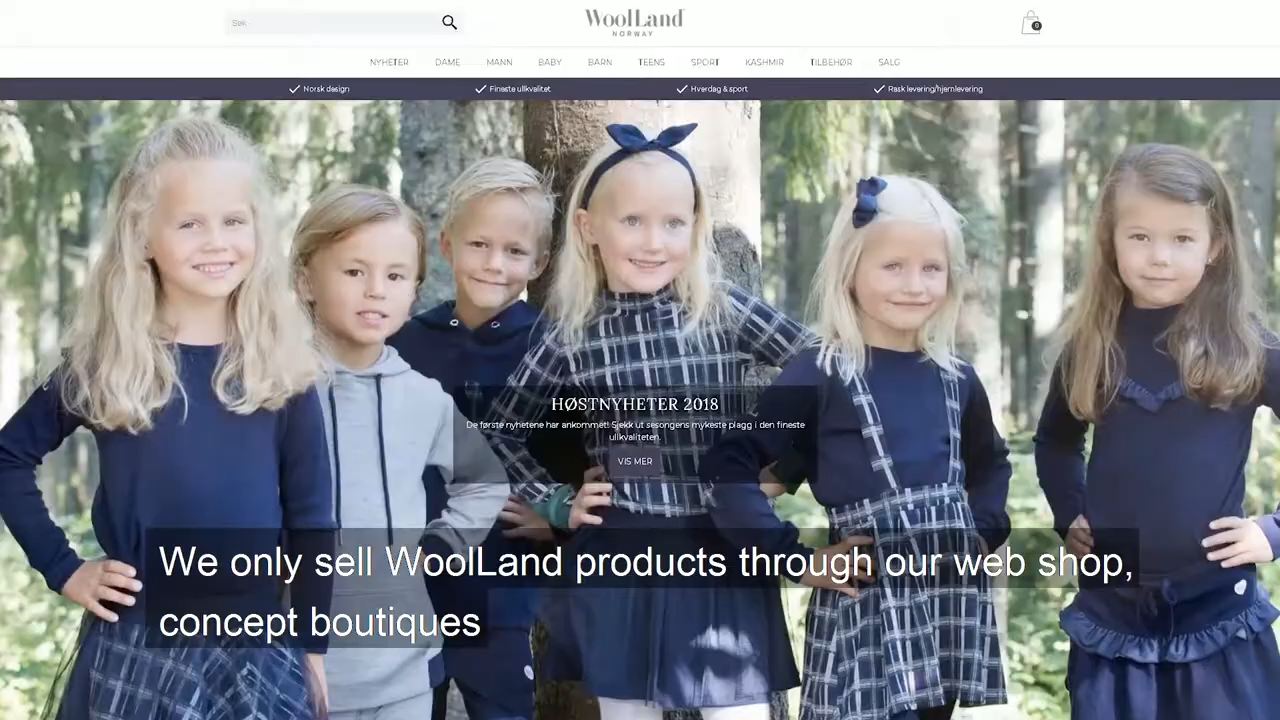 Søk
WoolLand
NORWAY
0
NYHETER DAME MANN BABY BARN TEENS SPORT KASHMIR TILBEHØR SALG
Norsk design Fineste ullkvalitet Hverdag & sport Rask levering/hjemlevering
HØSTNYHETER 2018
De første nyhetene har ankommet! Sjekk ut sesongens mykeste plagg i den fineste
ullkvaliteten.
VIS MER
We only sell WoolLand products through our web shop,
concept boutiques